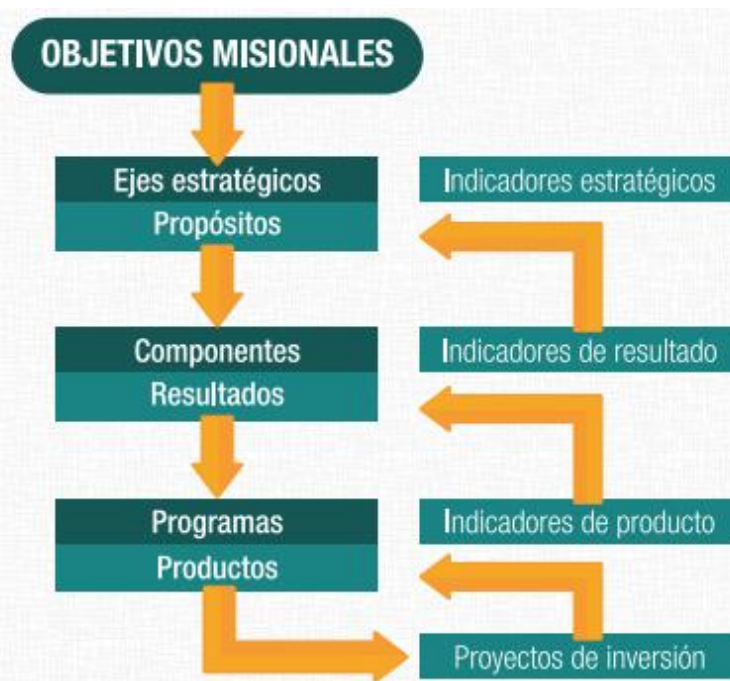 OBJETIVOS MISIONALES
Ejes estratégicos
Propósitos
Indicadores estratégicos
Componentes
Resultados
Indicadores de resultado
Programas
Productos
Indicadores de producto
Proyectos de inversión